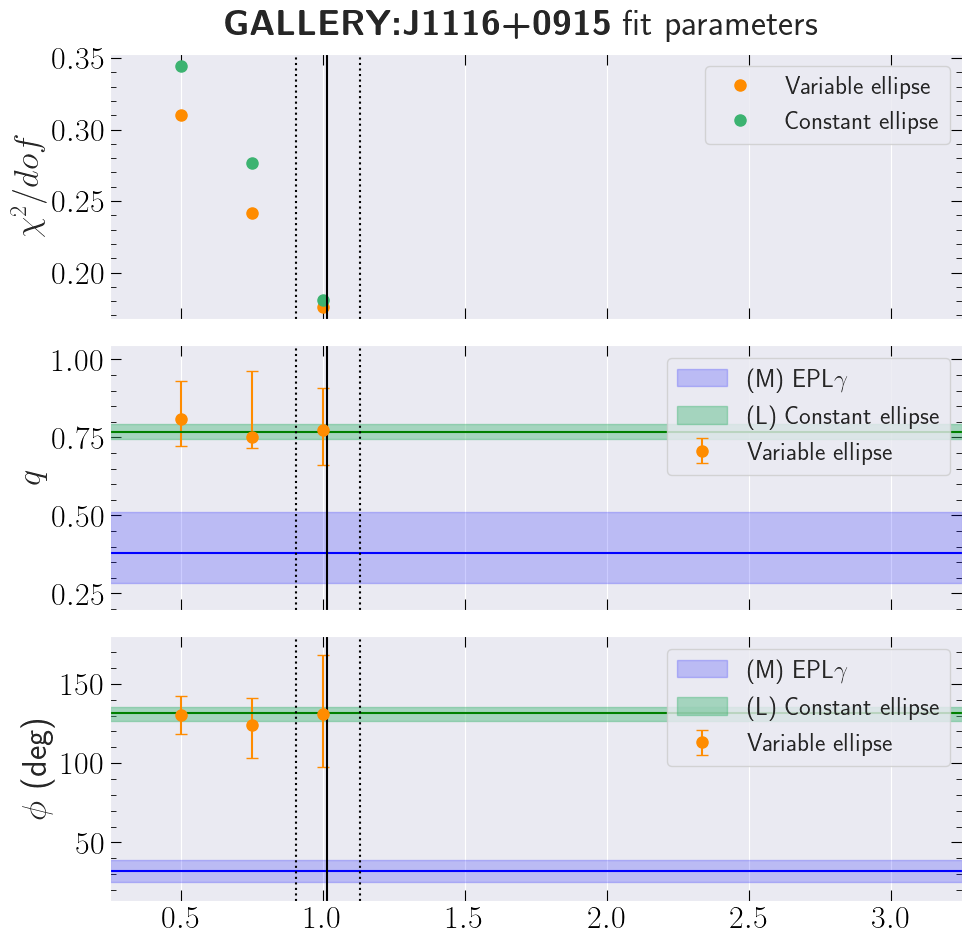 GALLERY:J1116+0915 fit parameters
0.35
0.30
0.25
0.20
χ²/dof
Variable ellipse
Constant ellipse
1.00
0.75
0.50
0.25
q
(M) EPLγ
(L) Constant ellipse
Variable ellipse
150
100
50
ϕ (deg)
(M) EPLγ
(L) Constant ellipse
Variable ellipse
0.5 1.0 1.5 2.0 2.5 3.0